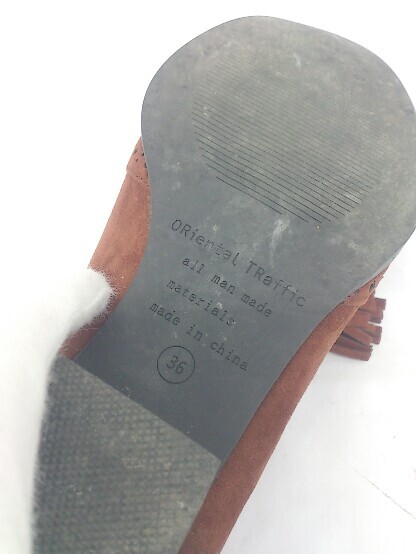 ORiental TRaffic
all man made
materials
made in china
36